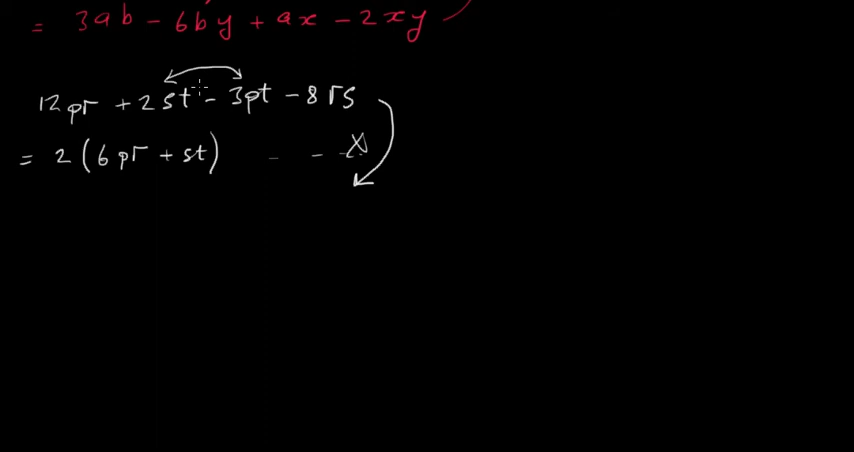 = 3ab - 6by + ax - 2xy
12pr + 2st - 3pt - 8rs
= 2(6pr + st) - - x